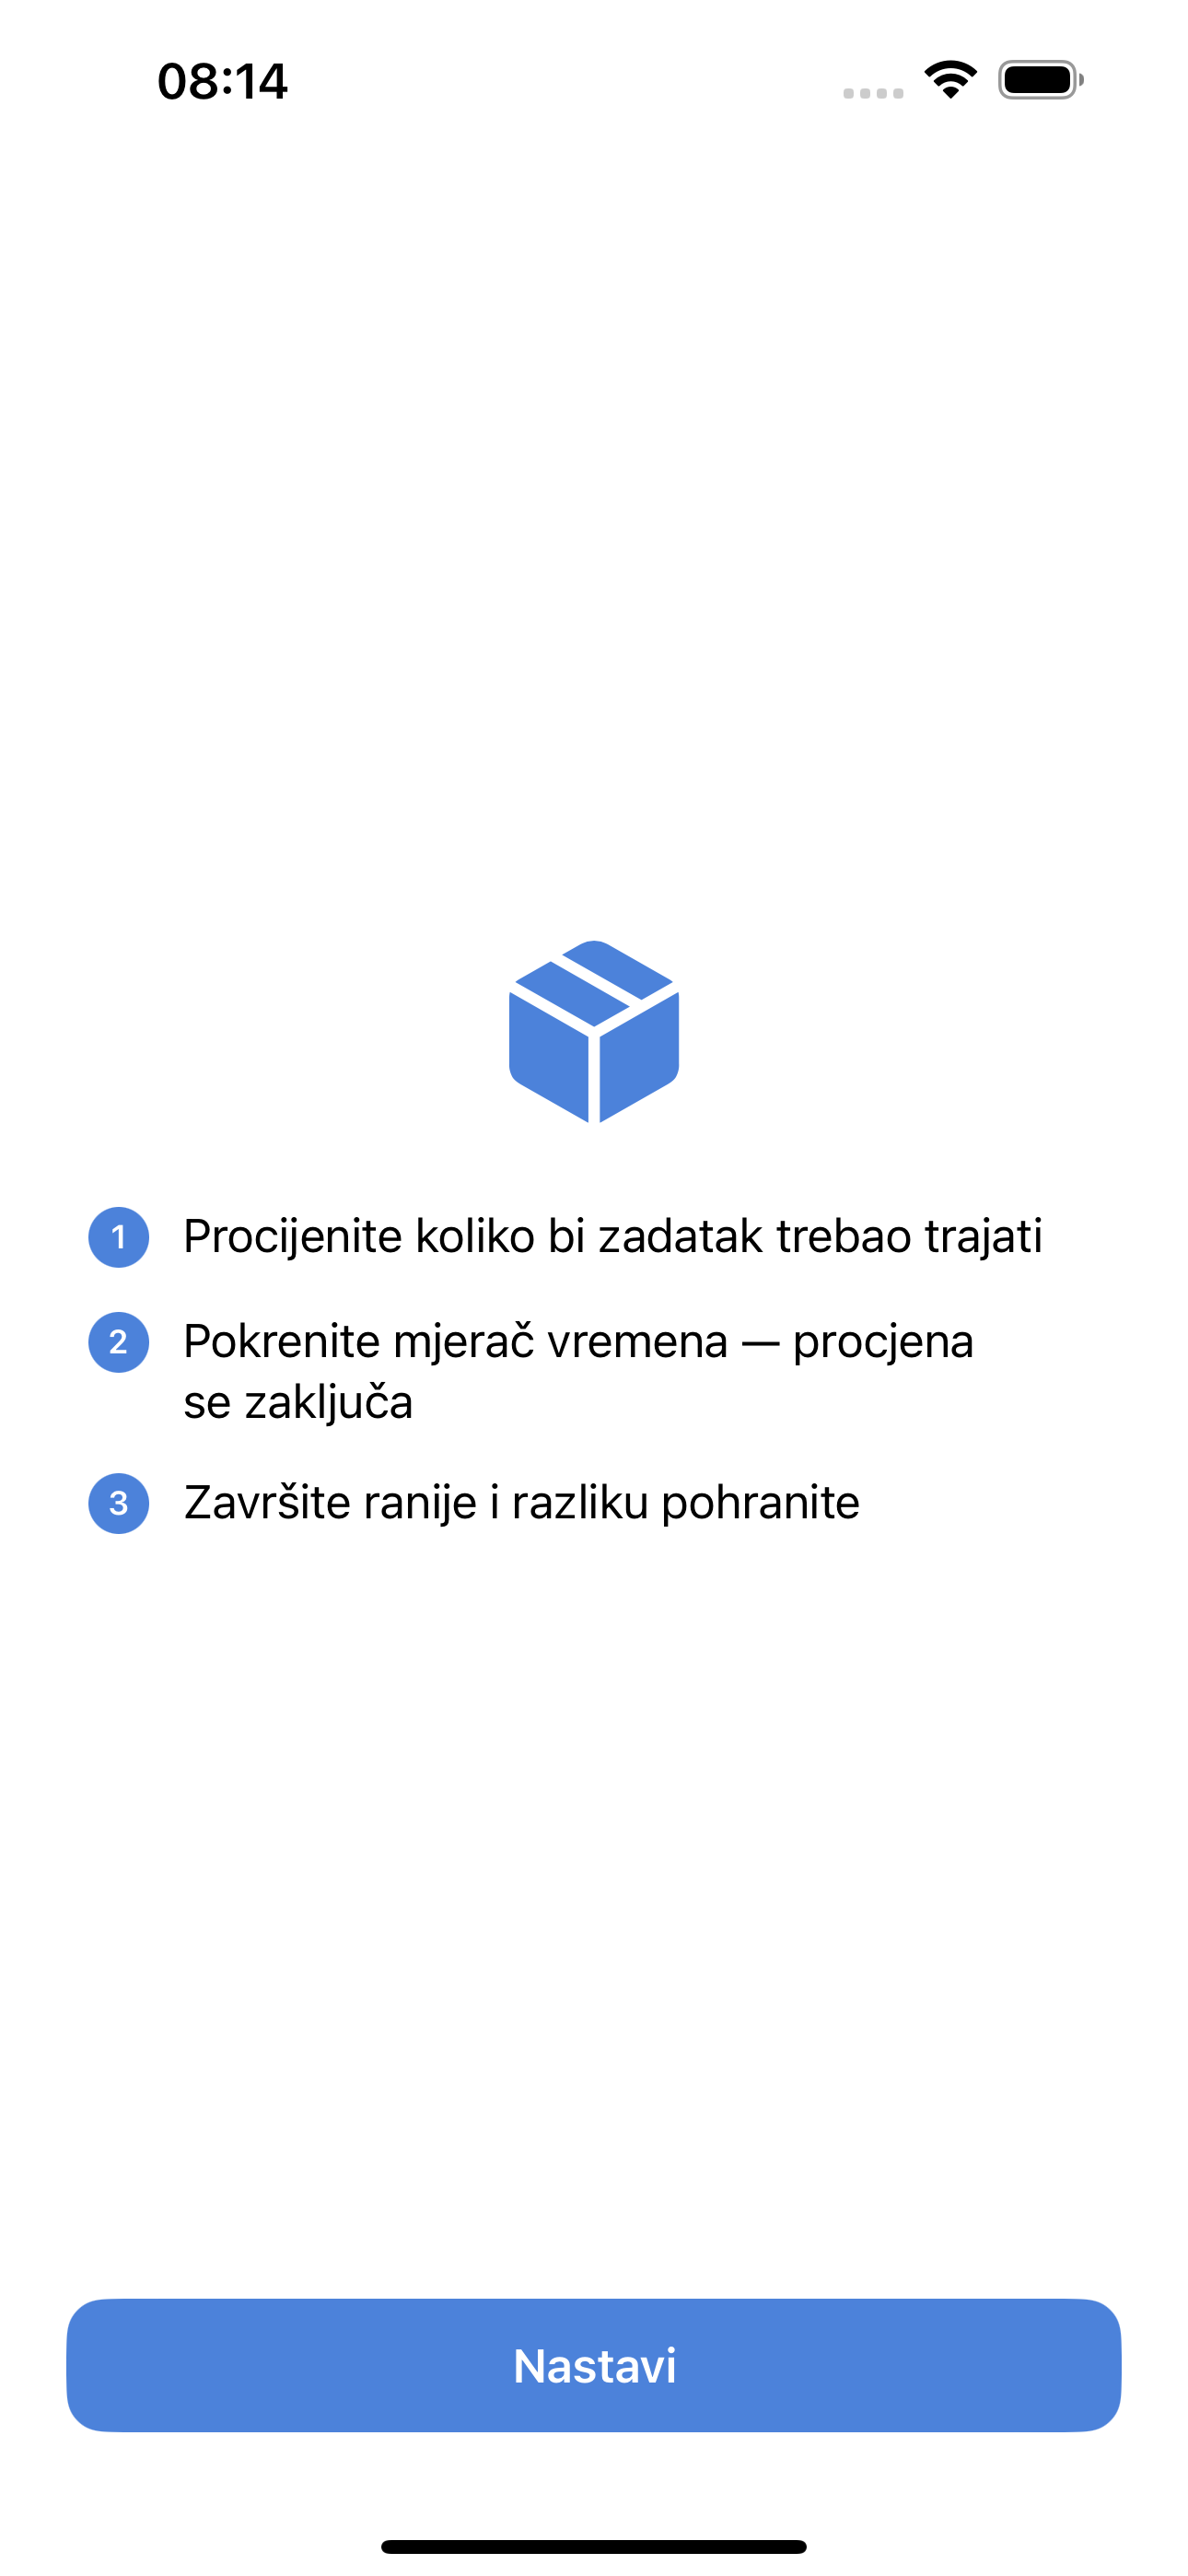 08:14
1 Procijenite koliko bi zadatak trebao trajati
2 Pokrenite mjerač vremena — procjena
se zaključa
3 Završite ranije i razliku pohranite
Nastavi